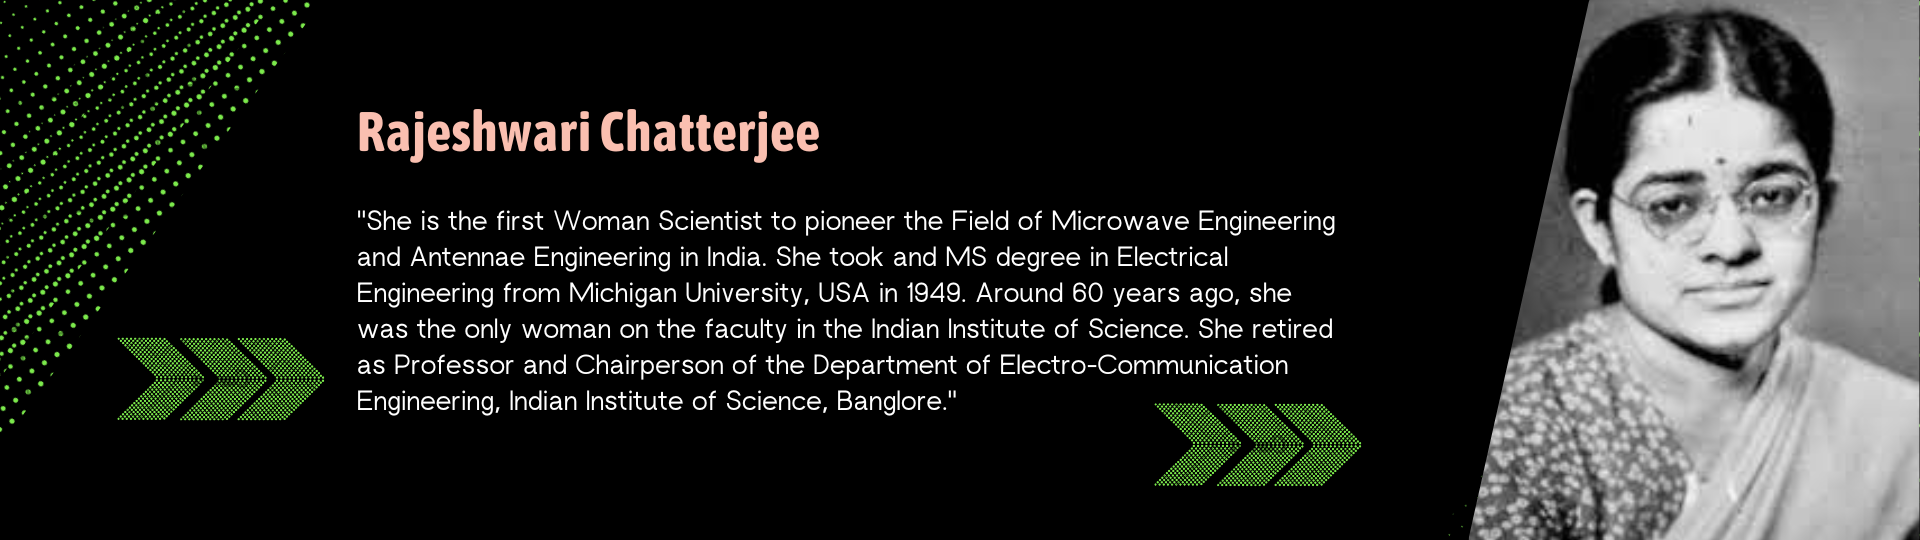 Rajeshwari Chatterjee
"She is the first Woman Scientist to pioneer the Field of Microwave Engineering
and Antennae Engineering in India. She took and MS degree in Electrical
Engineering from Michigan University, USA in 1949. Around 60 years ago, she
was the only woman on the faculty in the Indian Institute of Science. She retired
as Professor and Chairperson of the Department of Electro-Communication
Engineering, Indian Institute of Science, Banglore."